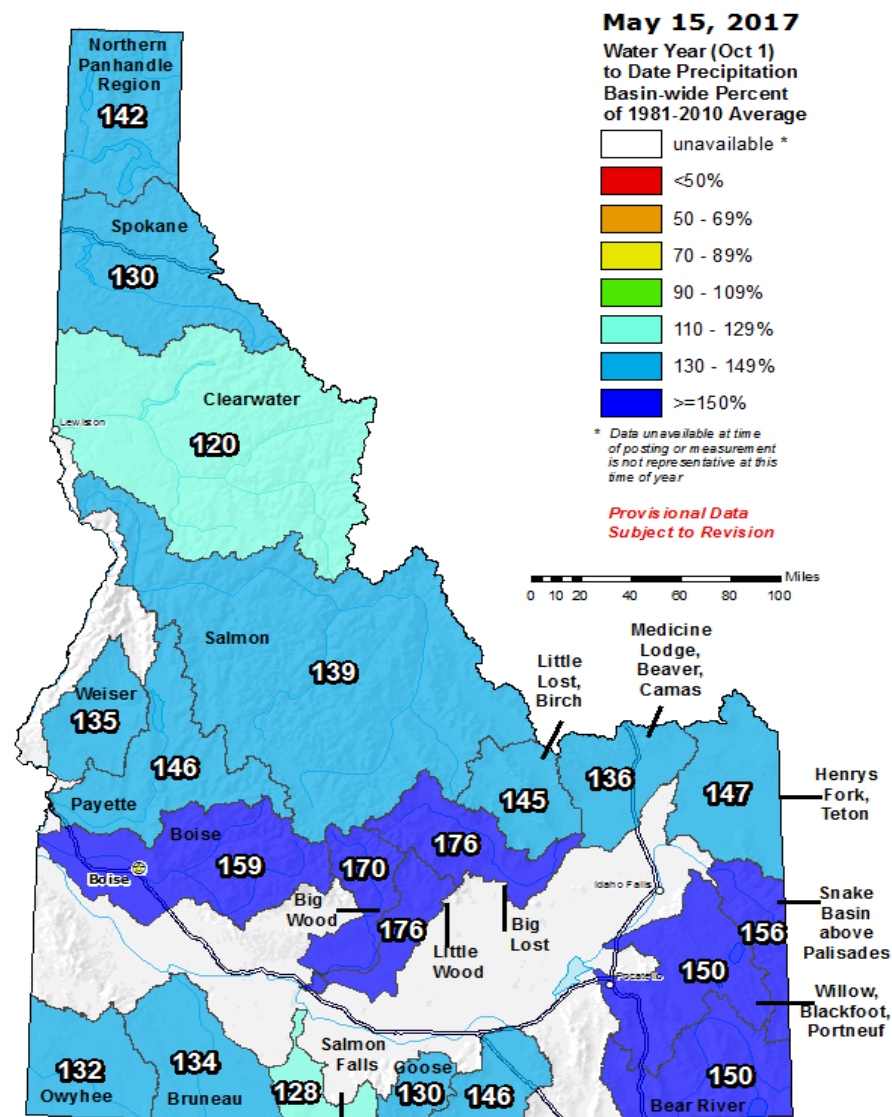 May 15, 2017
Water Year (Oct 1)
to Date Precipitation
Basin-wide Percent
of 1981-2010 Average
unavailable *
<50%
50 - 69%
70 - 89%
90 - 109%
110 - 129%
130 - 149%
>=150%
* Data unavailable at time
of posting or measurement
is not representative at this
time of year
Provisional Data
Subject to Revision
Miles
0 10 20 40 60 80 100
Northern
Panhandle
Region
142
Spokane
130
Clearwater
120
Lewiston
Salmon
139
Weiser
135
146
Payette
Little
Lost,
Birch
145
Medicine
Lodge,
Beaver,
Camas
136
147
Henrys
Fork,
Teton
Boise
159
Boise
170
176
Big
Wood
176
Little
Wood
Big
Lost
Idaho Falls
156
Snake
Basin
above
Palisades
150
Pocatello
Willow,
Blackfoot,
Portneuf
132
Owyhee
134
Bruneau
128
Salmon
Falls
Goose
130
146
150
Bear River